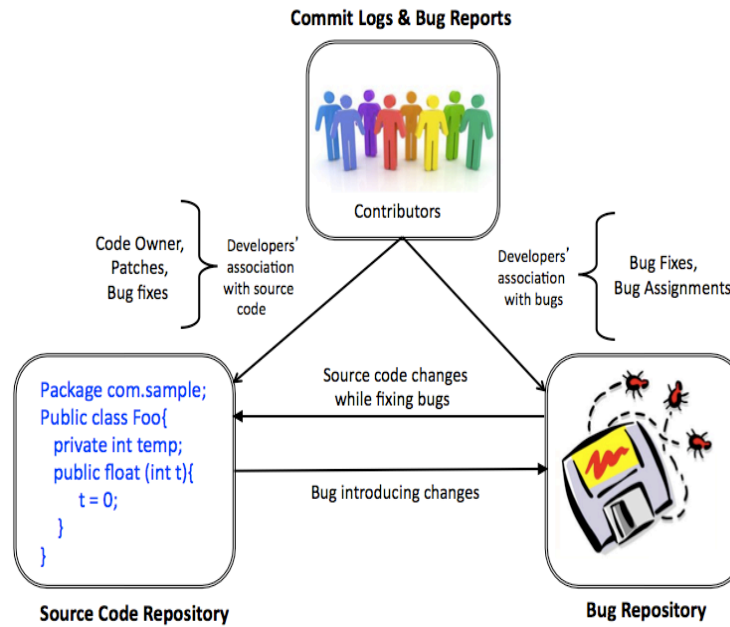 Commit Logs & Bug Reports
Contributors
Code Owner,
Patches,
Bug fixes
Developers'
association
with source
code
Developers'
association
with bugs
Bug Fixes,
Bug Assignments
Package com.sample;
Public class Foo{
private int temp;
public float (int t){
t = 0;
}
}
Source code changes
while fixing bugs
Bug introducing changes
Source Code Repository
Bug Repository